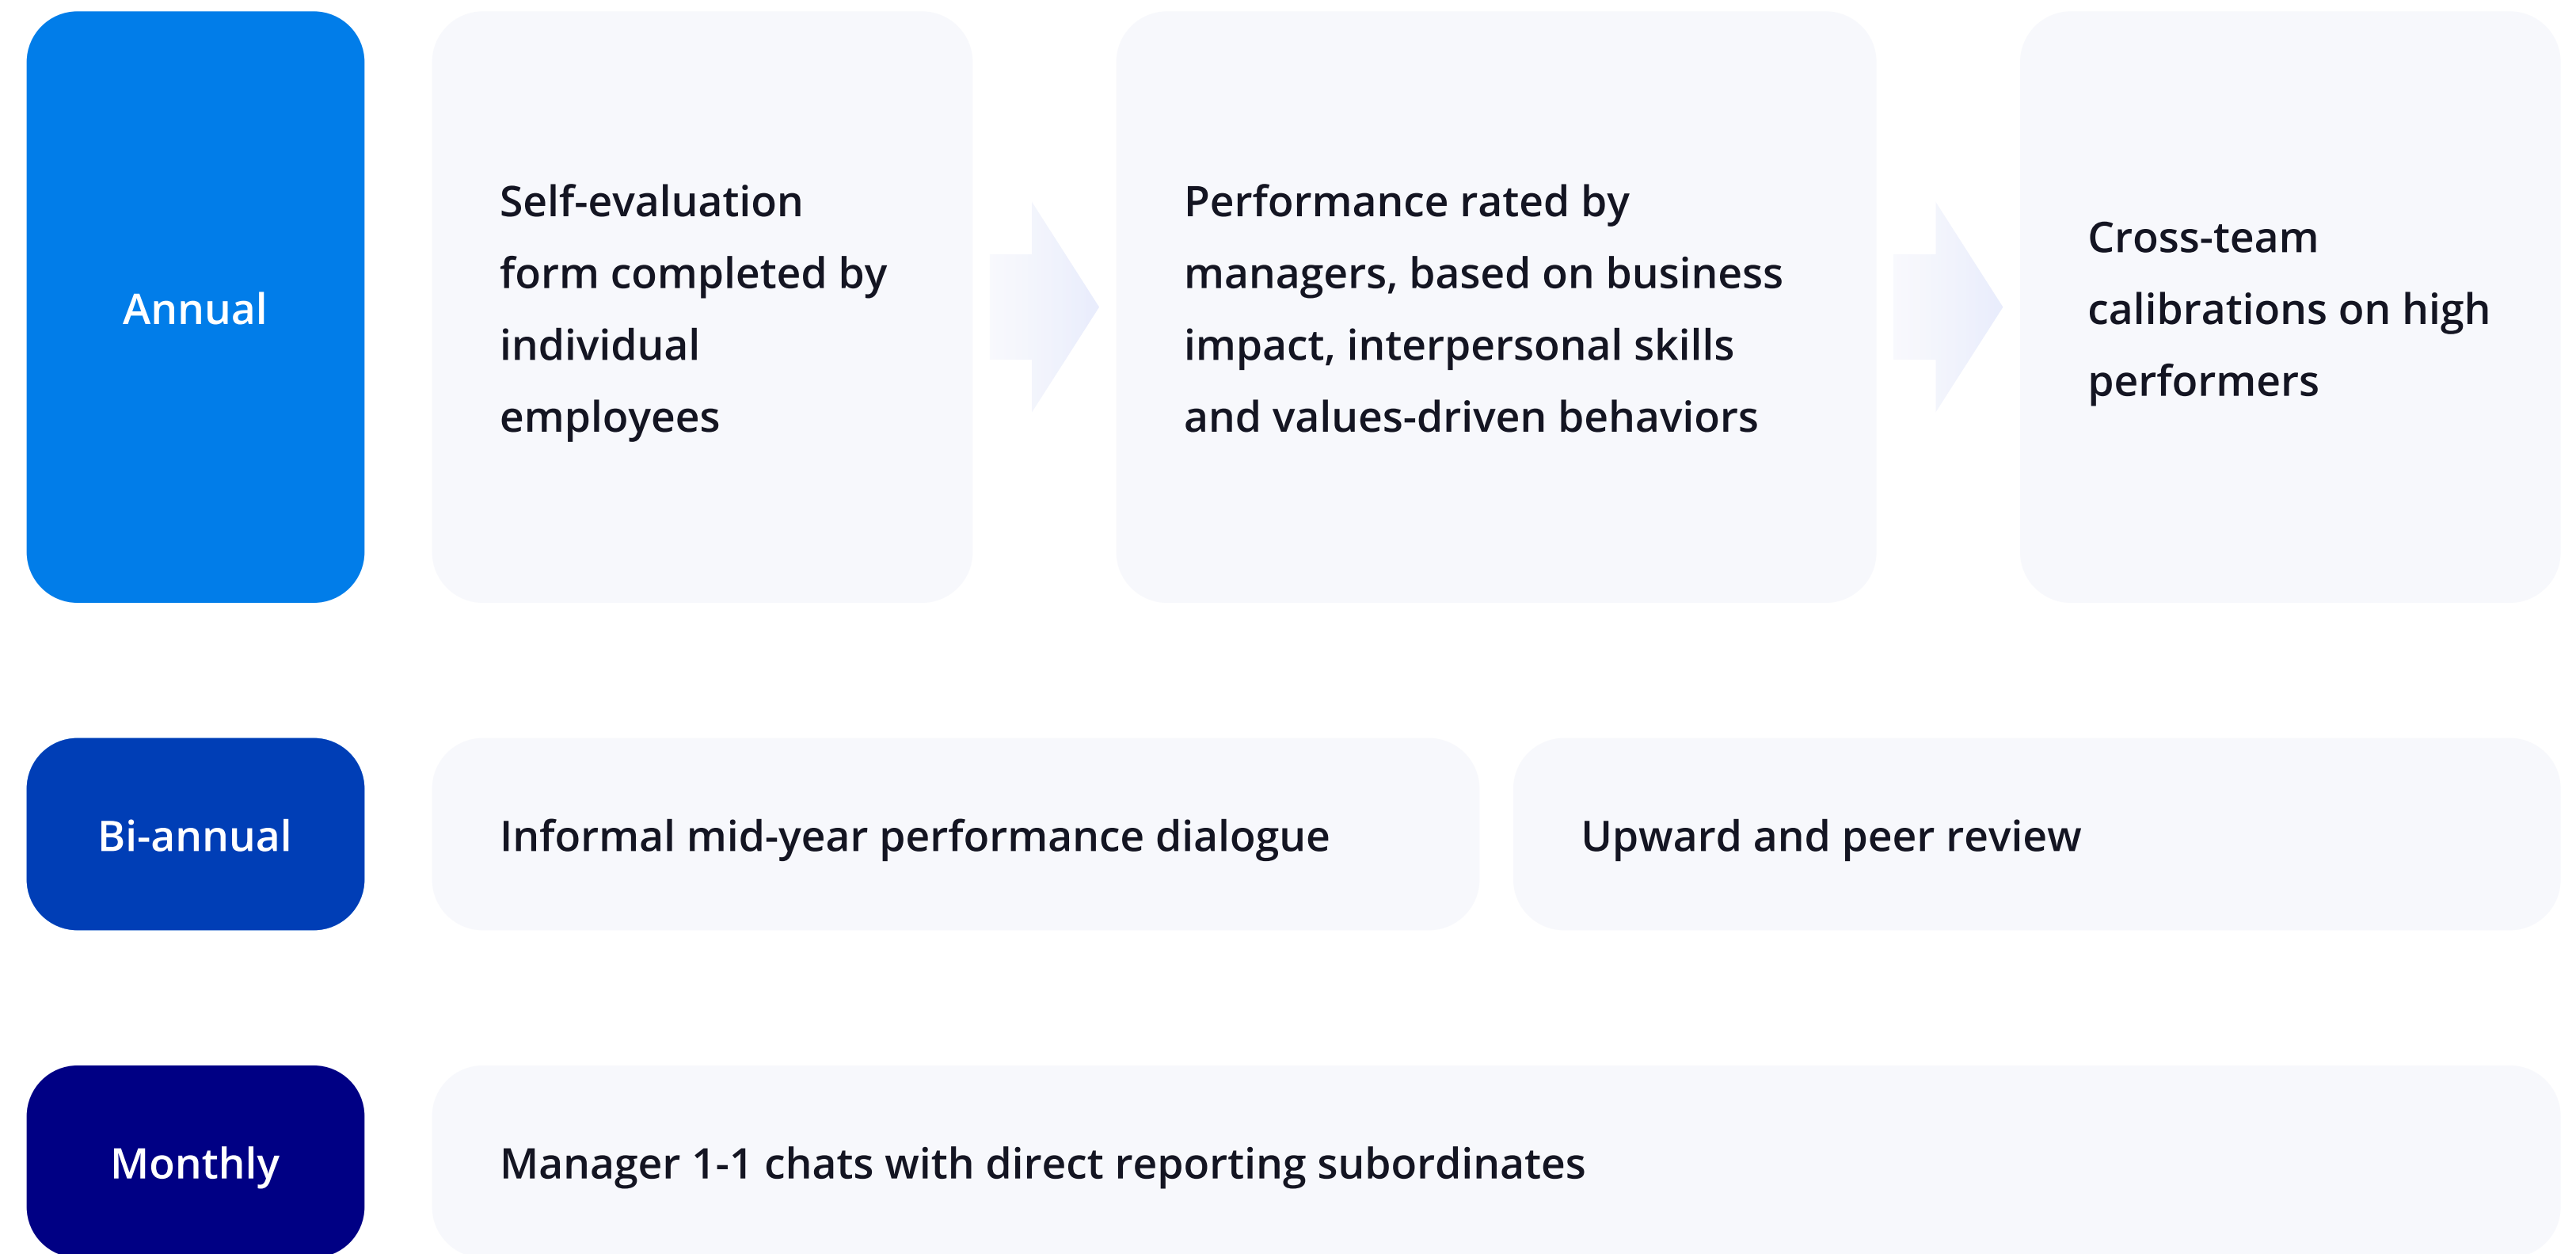 Annual
Self-evaluation
form completed by
individual
employees
Performance rated by
managers, based on business
impact, interpersonal skills
and values-driven behaviors
Cross-team
calibrations on high
performers
Bi-annual
Informal mid-year performance dialogue
Upward and peer review
Monthly
Manager 1-1 chats with direct reporting subordinates